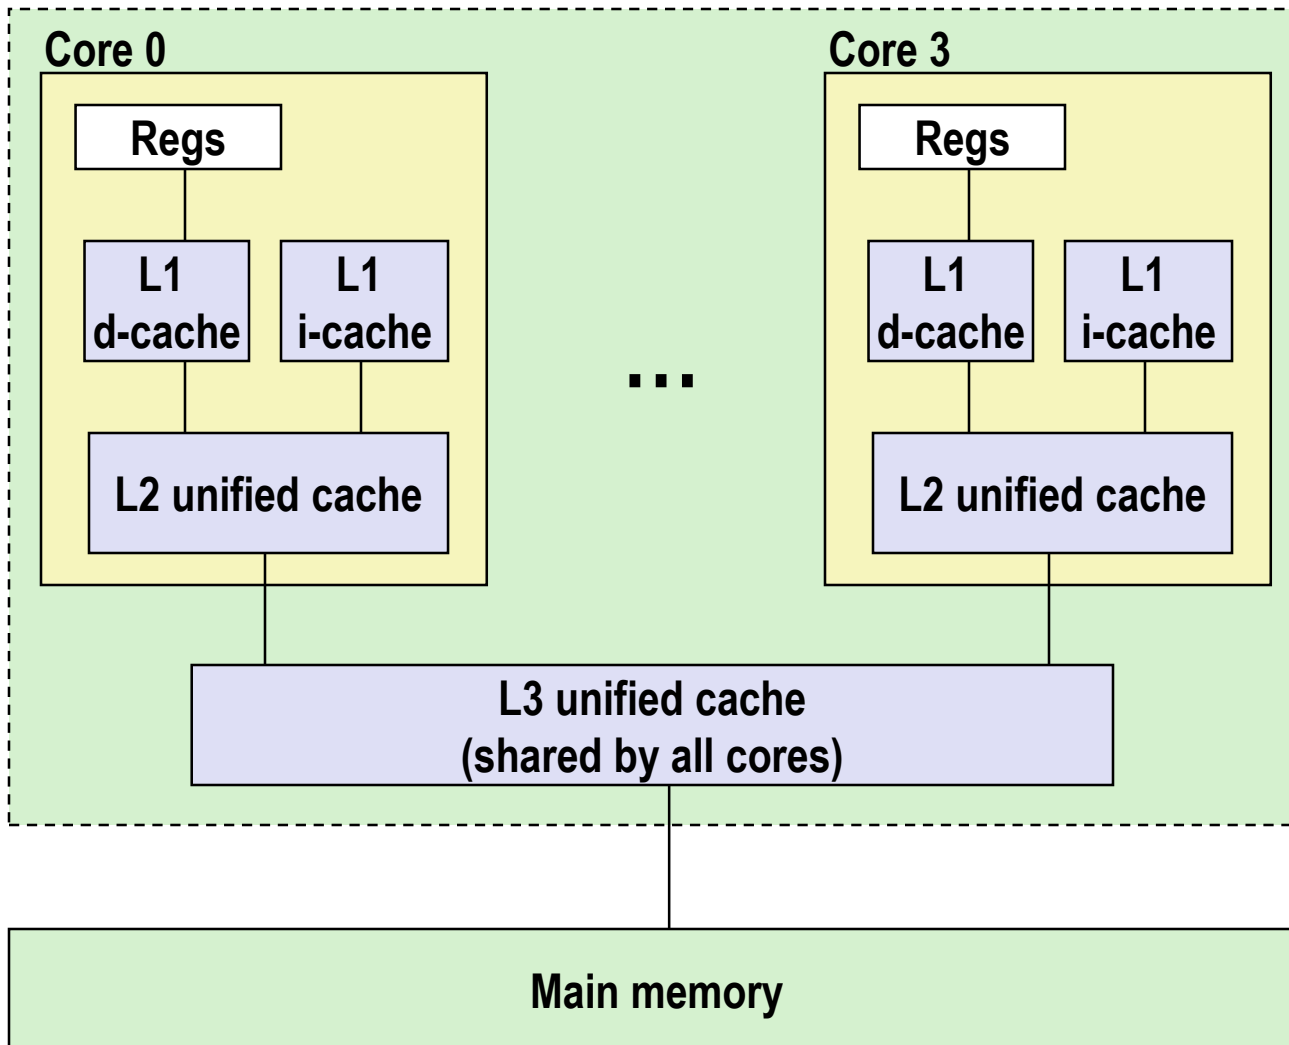 Core 0
Core 3
Regs
Regs
L1
d-cache
L1
i-cache
L1
d-cache
L1
i-cache
...
L2 unified cache
L2 unified cache
L3 unified cache
(shared by all cores)
Main memory